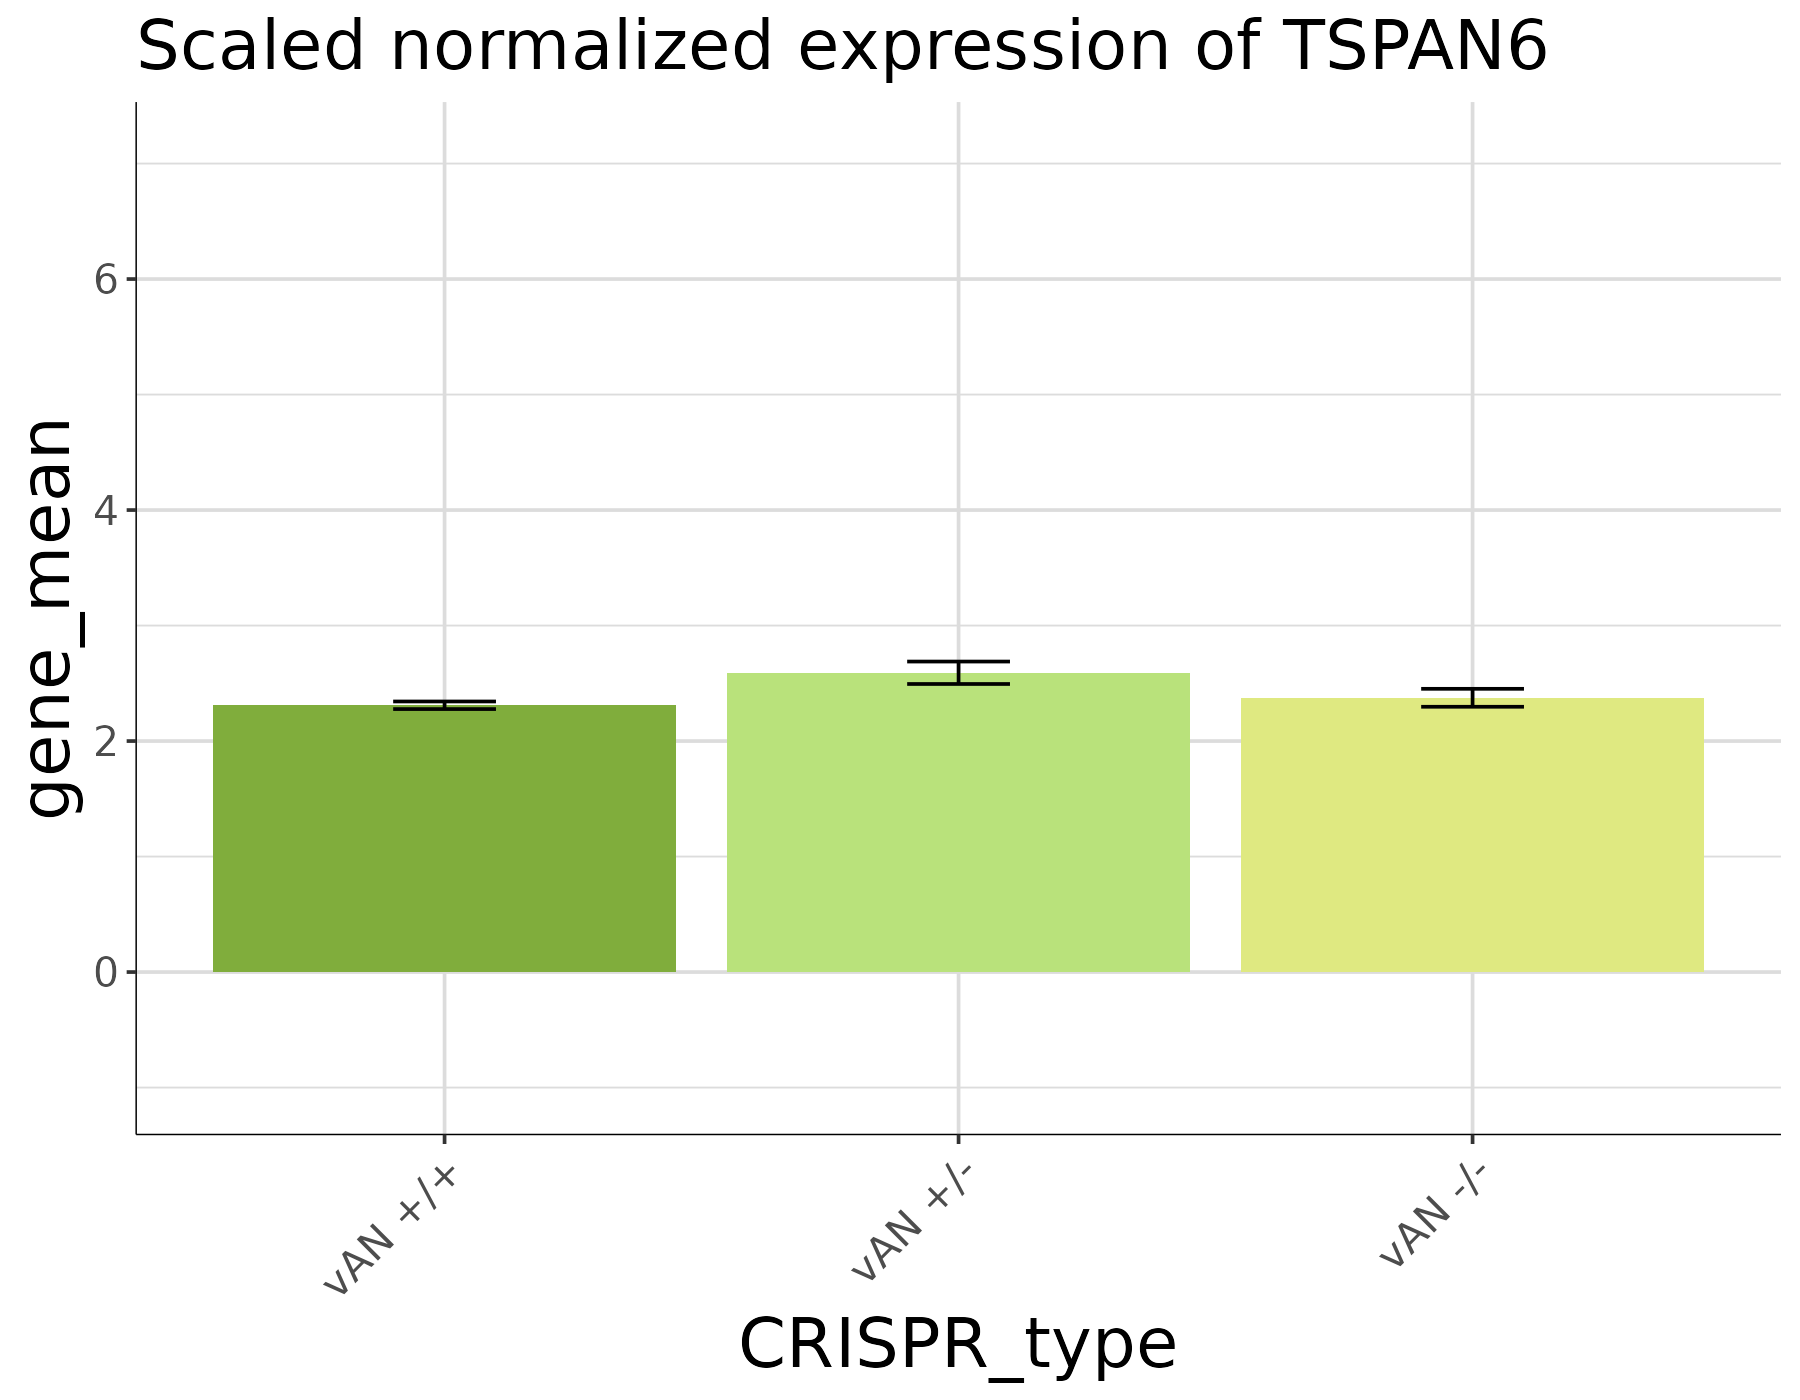 Scaled normalized expression of TSPAN6
gene_mean
6
4
2
0
vAN +/+
vAN +/-
vAN -/-
CRISPR_type